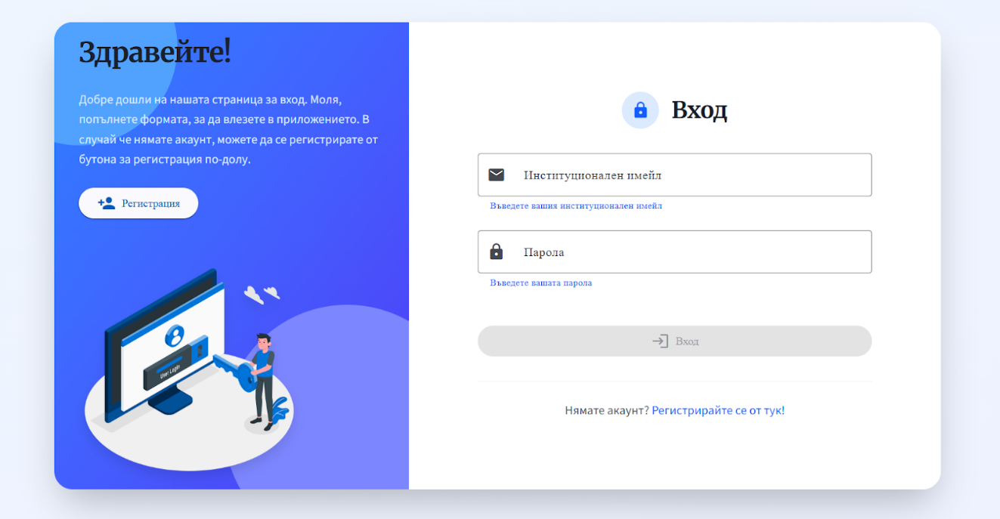 Здравейте!
Добре дошли на нашата страница за вход. Моля,
попълнете формата, за да влезете в приложението. В
случай че нямате акаунт, можете да се регистрирате от
бутона за регистрация по-долу.
Регистрация
User Login
Вход
Институционален имейл
Въведете вашия институционален имейл
Парола
Въведете вашата парола
Вход
Нямате акаунт? Регистрирайте се от тук!